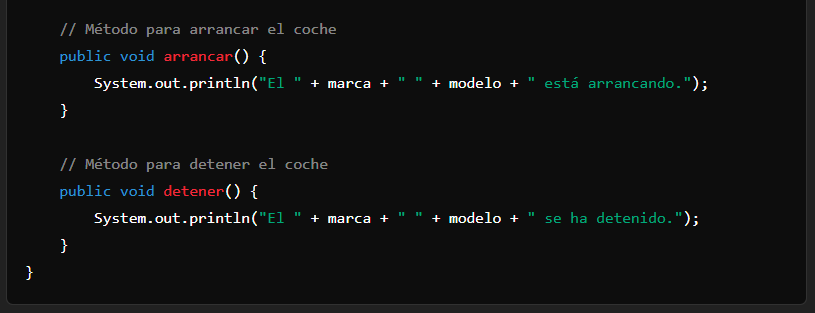 // Método para arrancar el coche
public void arrancar() {
System.out.println("El " + marca + " " + modelo + " está arrancando.");
}
// Método para detener el coche
public void detener() {
System.out.println("El " + marca + " " + modelo + " se ha detenido.");
}
}